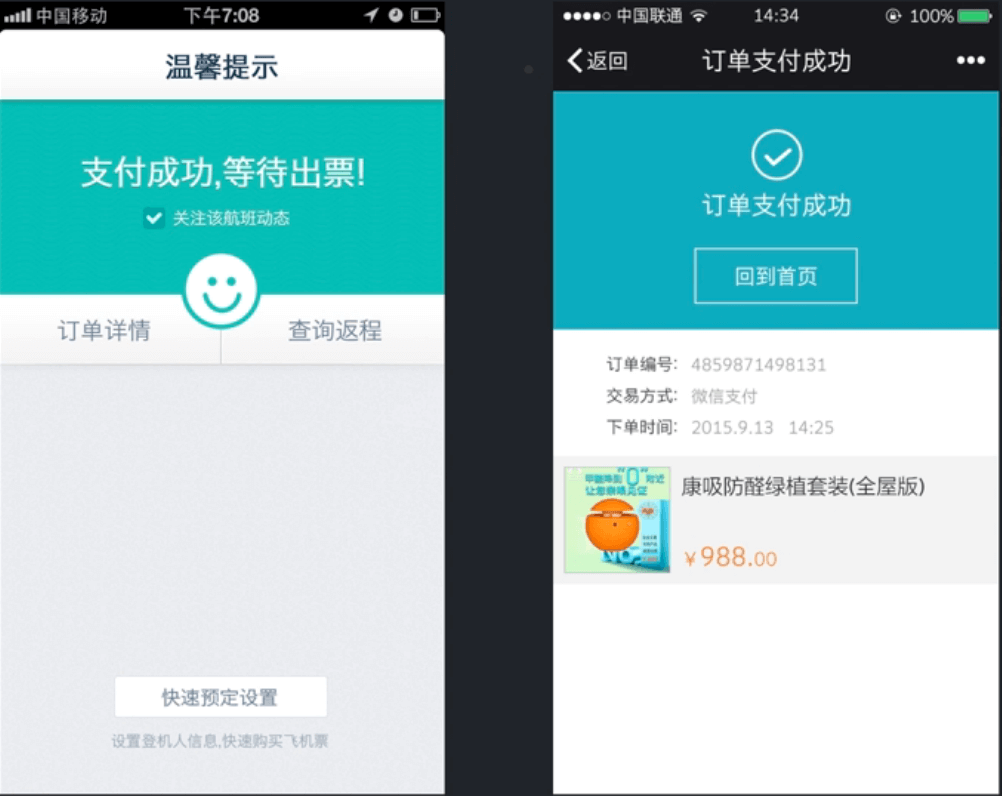 中国移动 下午7:08
温馨提示
支付成功,等待出票!
关注该航班动态
订单详情 查询返程
快速预定设置
设置登机人信息,快速购买飞机票
中国联通 14:34 100%
返回 订单支付成功
订单支付成功
回到首页
订单编号: 4859871498131
交易方式: 微信支付
下单时间: 2015.9.13 14:25
康吸防醛绿植套装(全屋版)
¥988.00
"0"
NO.